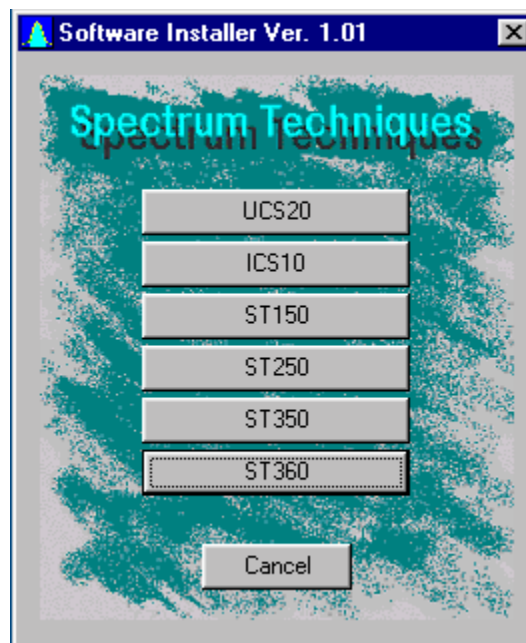 Software Installer Ver. 1.01
Spectrum Techniques
UCS20
ICS10
ST150
ST250
ST350
ST360
Cancel